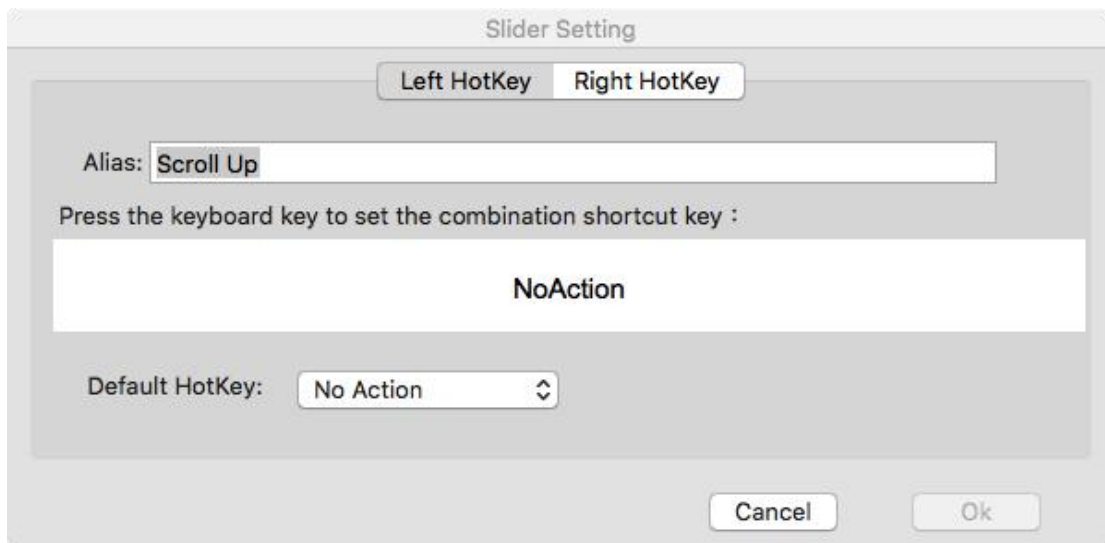 Slider Setting
Left HotKey Right HotKey
Alias: Scroll Up
Press the keyboard key to set the combination shortcut key：
NoAction
Default HotKey: No Action
Cancel Ok